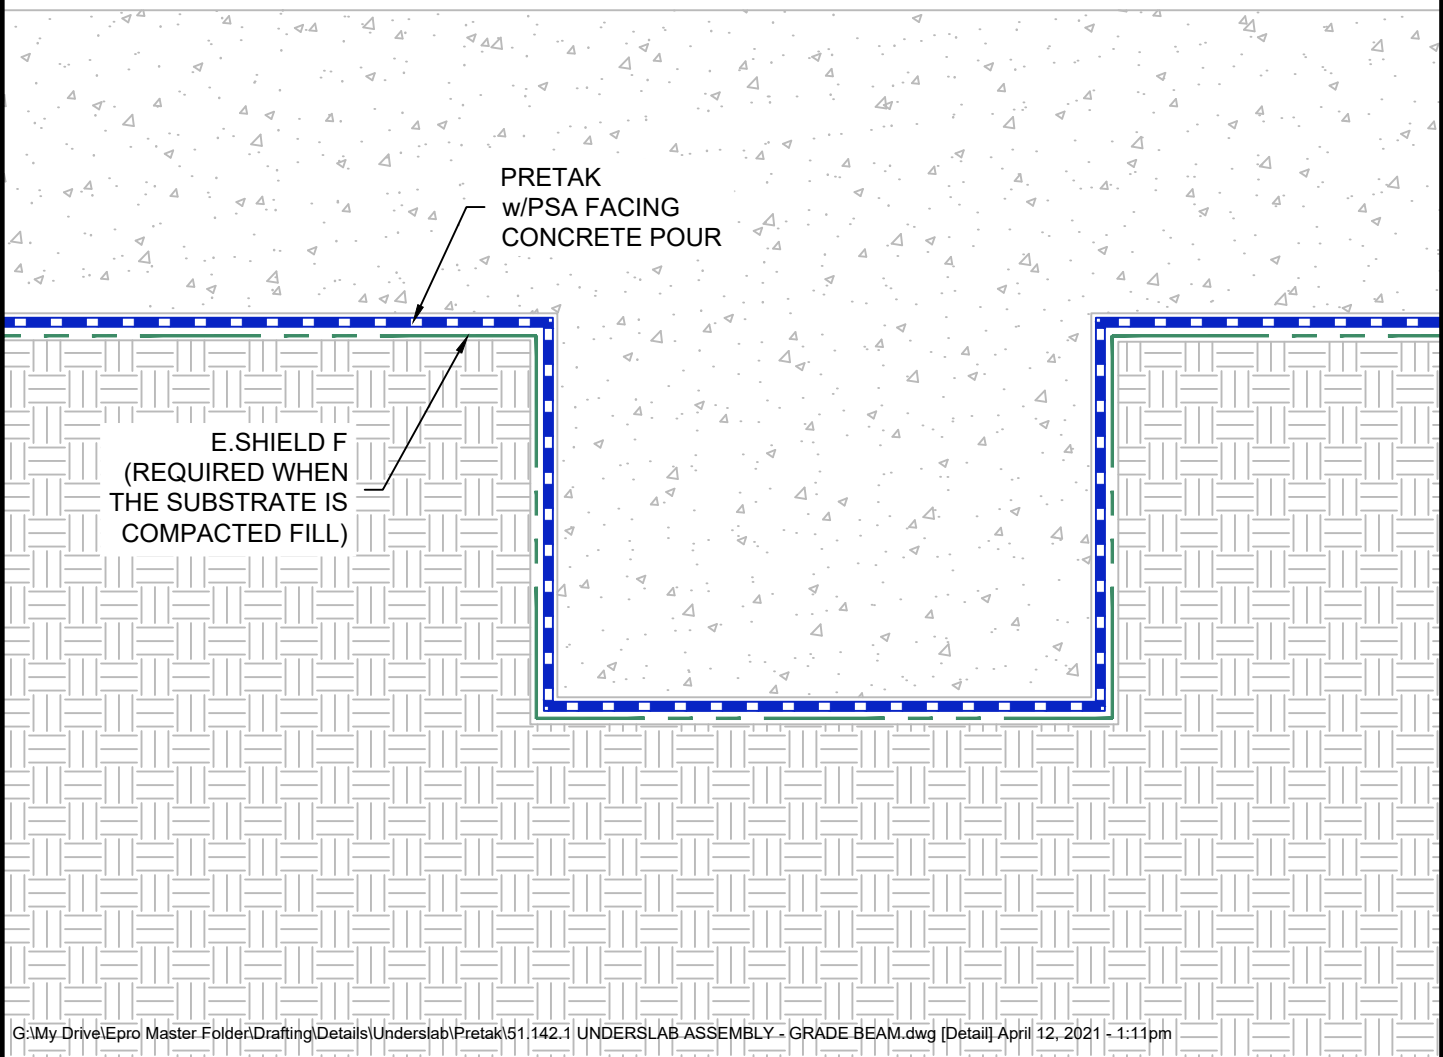 PRETAK
w/PSA FACING
CONCRETE POUR
E.SHIELD F
(REQUIRED WHEN
THE SUBSTRATE IS
COMPACTED FILL)
G:\My Drive\Epro Master Folder\Drafting\Details\Underslab\Pretak\51.142.1 UNDERSLAB ASSEMBLY - GRADE BEAM.dwg [Detail] April 12, 2021 - 1:11pm